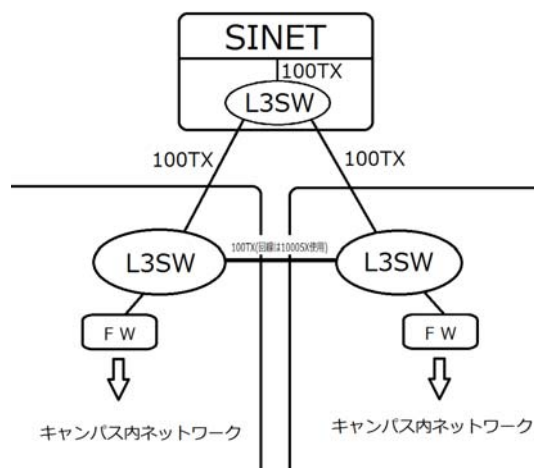 SINET
100TX
L3SW
100TX
100TX
100TX(回線は1000SX使用)
L3SW
L3SW
ＦＷ
ＦＷ
キャンパス内ネットワーク
キャンパス内ネットワーク